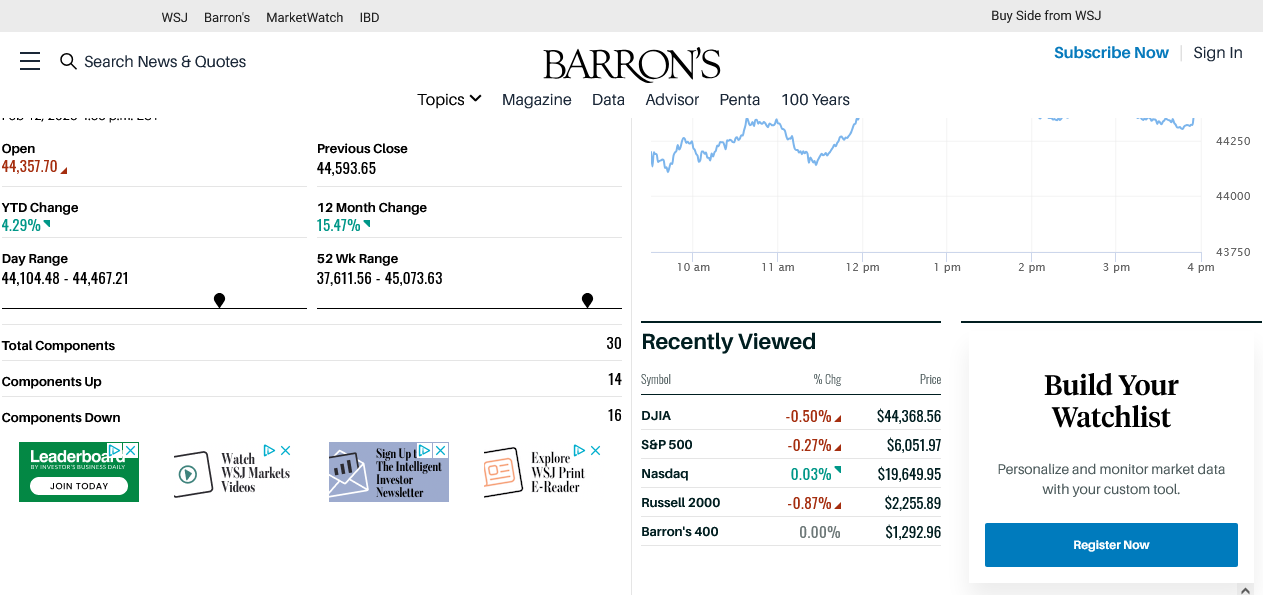 WSJ Barron's MarketWatch IBD Buy Side from WSJ
Search News & Quotes
BARRON'S
Subscribe Now Sign In
Topics Magazine Data Advisor Penta 100 Years
Open
44,357.70
Previous Close
44,593.65
YTD Change
4.29%
12 Month Change
15.47%
Day Range
44,104.48 - 44,467.21
52 Wk Range
37,611.56 - 45,073.63
Total Components 30
Components Up 14
Components Down 16
Leaderboard
BY INVESTOR'S BUSINESS DAILY
JOIN TODAY
Watch
WSJ Markets
Videos
Sign Up
The Intelligent
Investor
Newsletter
Explore
WSJ Print
E-Reader
44250
44000
43750
10 am 11 am 12 pm 1 pm 2 pm 3 pm 4 pm
Recently Viewed
Symbol % Chg Price
DJIA -0.50% $44,368.56
S&P 500 -0.27% $6,051.97
Nasdaq 0.03% $19,649.95
Russell 2000 -0.87% $2,255.89
Barron's 400 0.00% $1,292.96
Build Your
Watchlist
Personalize and monitor market data
with your custom tool.
Register Now